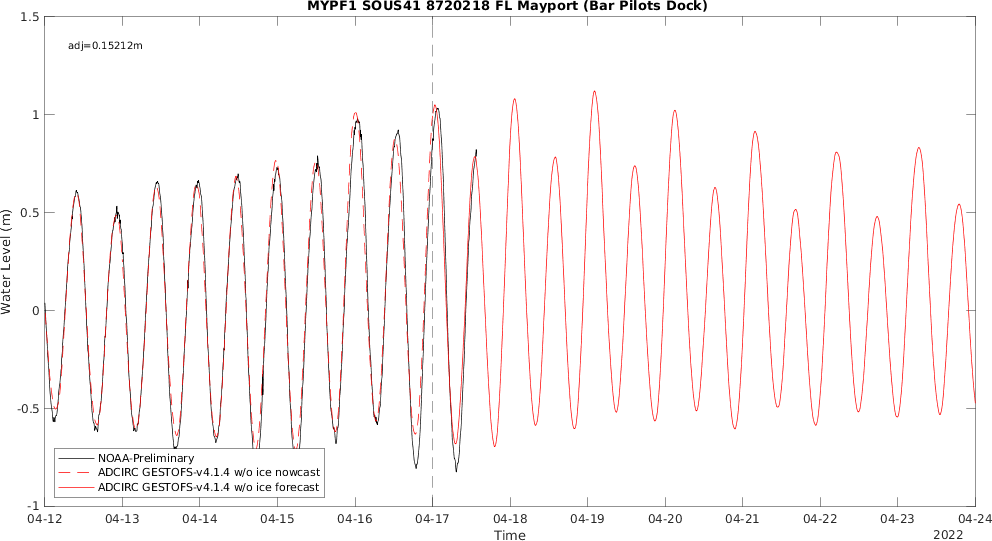 MYPF1 SOUS41 8720218 FL Mayport (Bar Pilots Dock)
1.5
adj=0.15212m
1
0.5
Water Level (m)
0
-0.5
NOAA-Preliminary
ADCIRC GESTOFS-v4.1.4 w/o ice nowcast
ADCIRC GESTOFS-v4.1.4 w/o ice forecast
-1
04-12 04-13 04-14 04-15 04-16 04-17 04-18 04-19 04-20 04-21 04-22 04-23 04-24
Time
2022